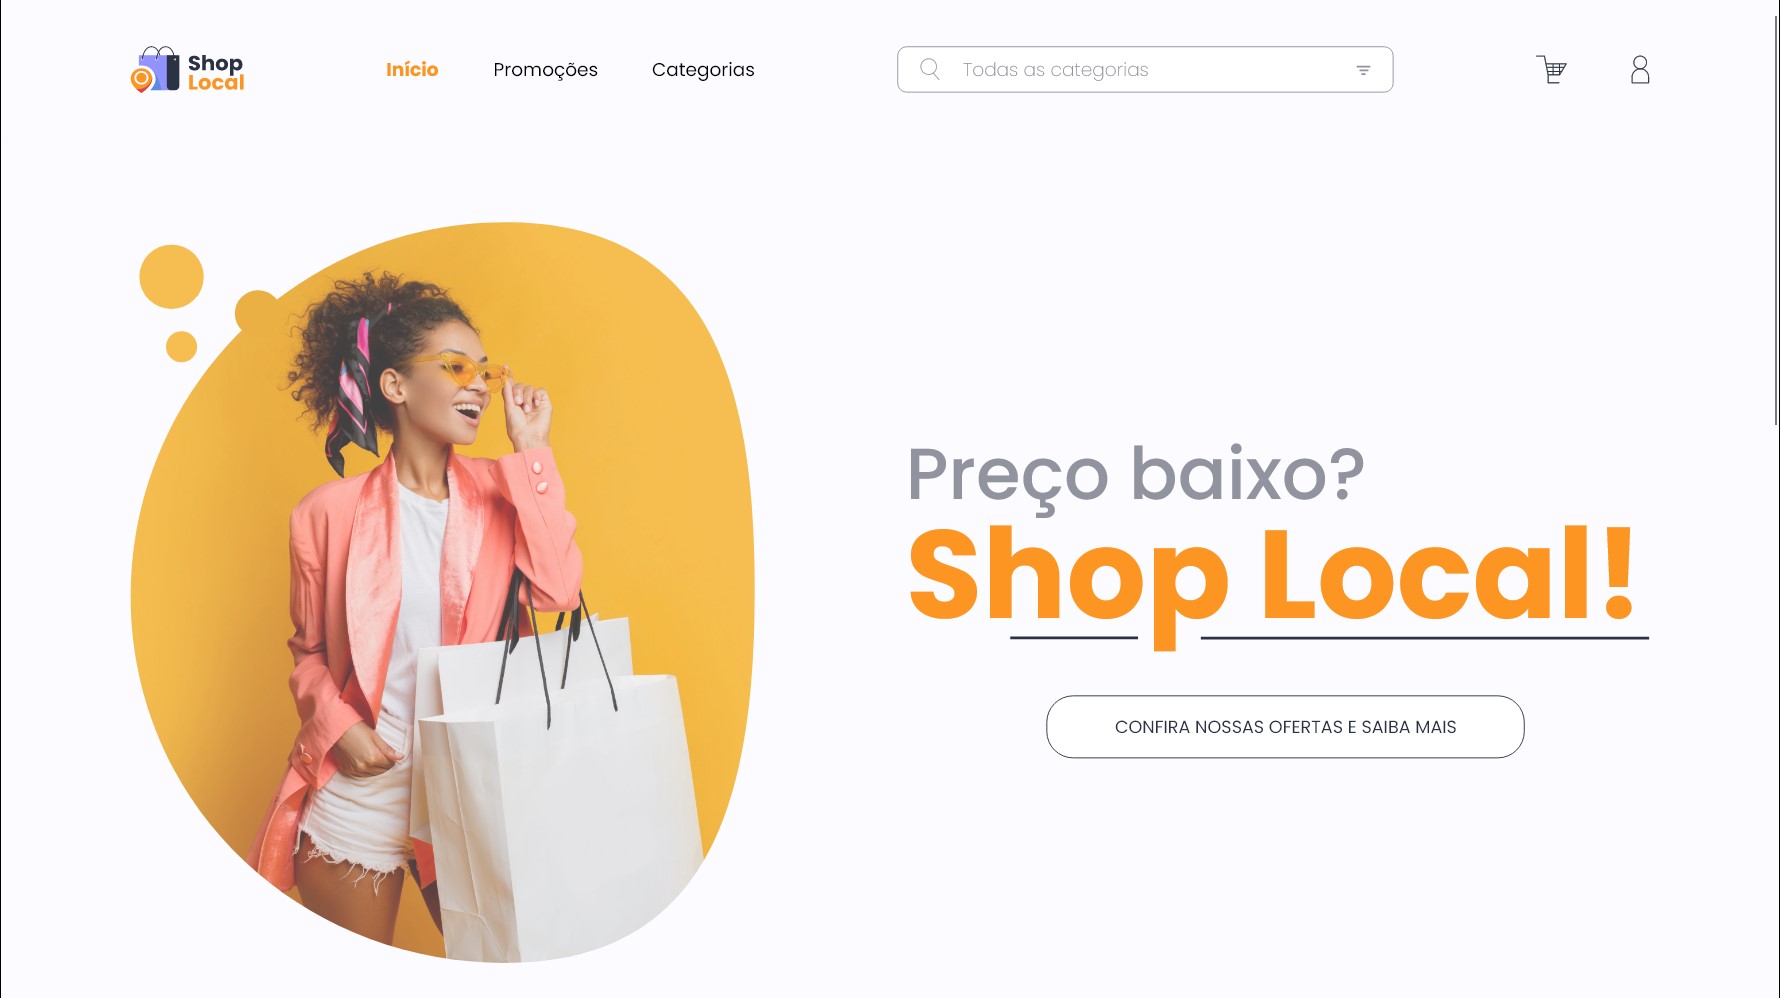 Shop
Local
Início
Promoções
Categorias
Todas as categorias
Preço baixo?
Shop Local!
CONFIRA NOSSAS OFERTAS E SAIBA MAIS